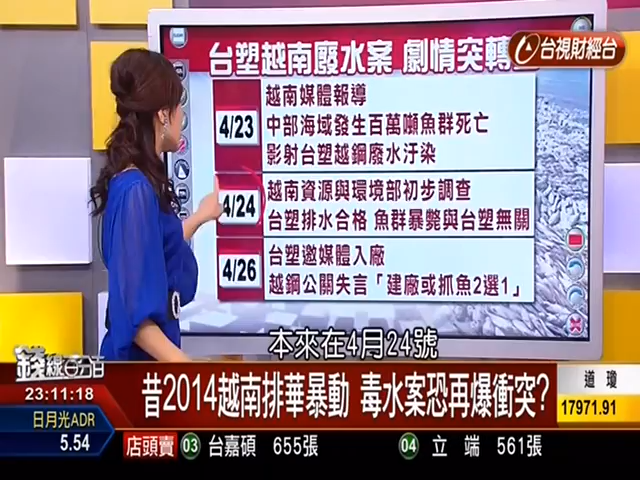 台塑越南廢水案 劇情突轉
台視財經台
4/23
越南媒體報導
中部海域發生百萬噸魚群死亡
影射台塑越鋼廢水汙染
4/24
越南資源與環境部初步調查
台塑排水合格 魚群暴斃與台塑無關
4/26
台塑邀媒體入廠
越鋼公關失言「建廠或抓魚2選1」
本來在4月24號
錢線百分百
23:11:18
昔2014越南排華暴動 毒水案恐再爆衝突?
道 瓊
17971.91
日月光ADR
5.54
店頭賣 03 台嘉碩 655張 04 立 端 561張